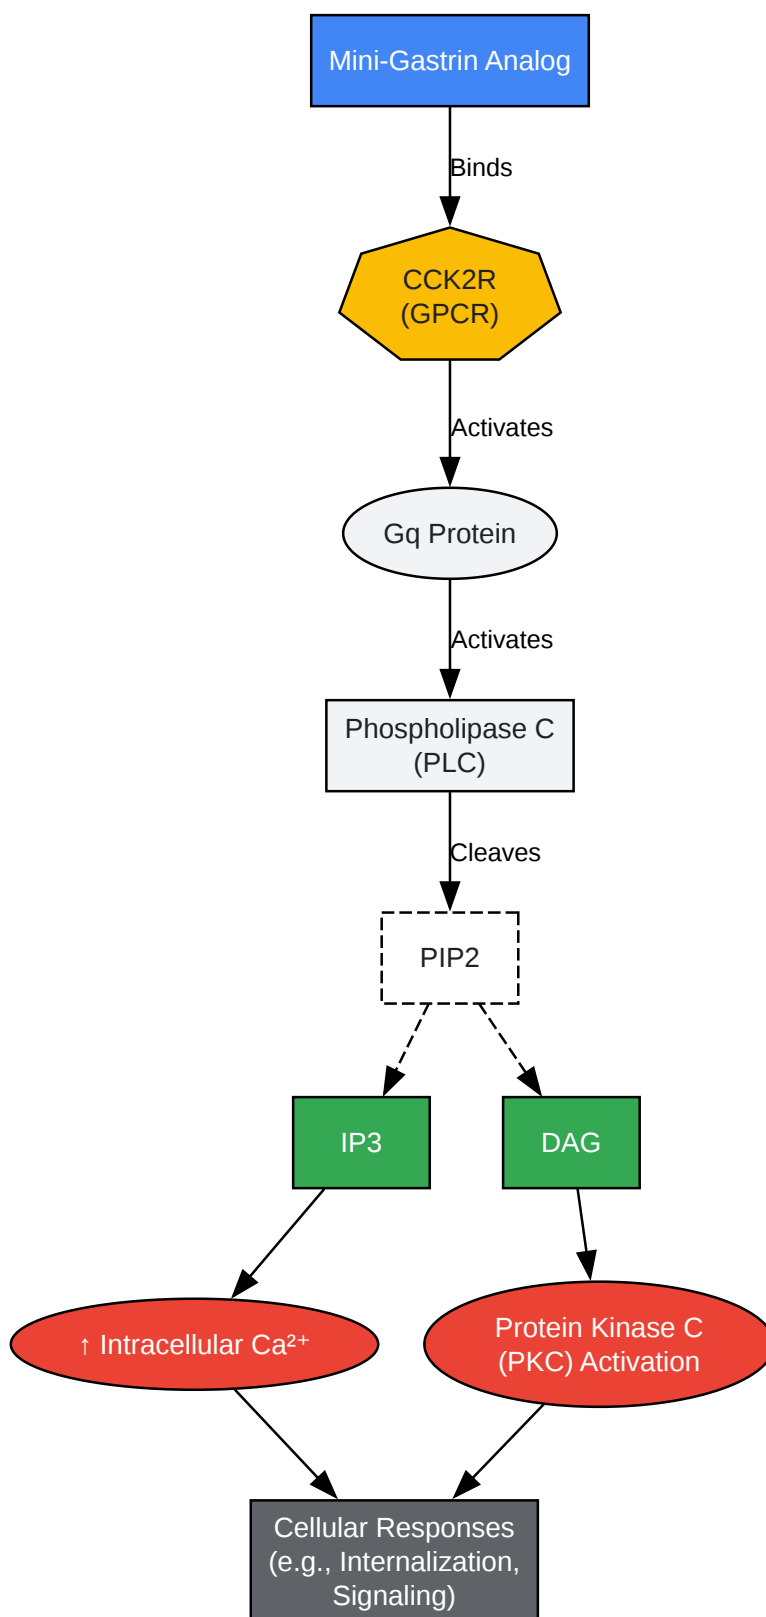 Mini-Gastrin Analog
Binds
CCK2R
(GPCR)
Activates
Gq Protein
Activates
Phospholipase C
(PLC)
Cleaves
PIP2
IP3
DAG
↑ Intracellular Ca²⁺
Protein Kinase C
(PKC) Activation
Cellular Responses
(e.g., Internalization,
Signaling)